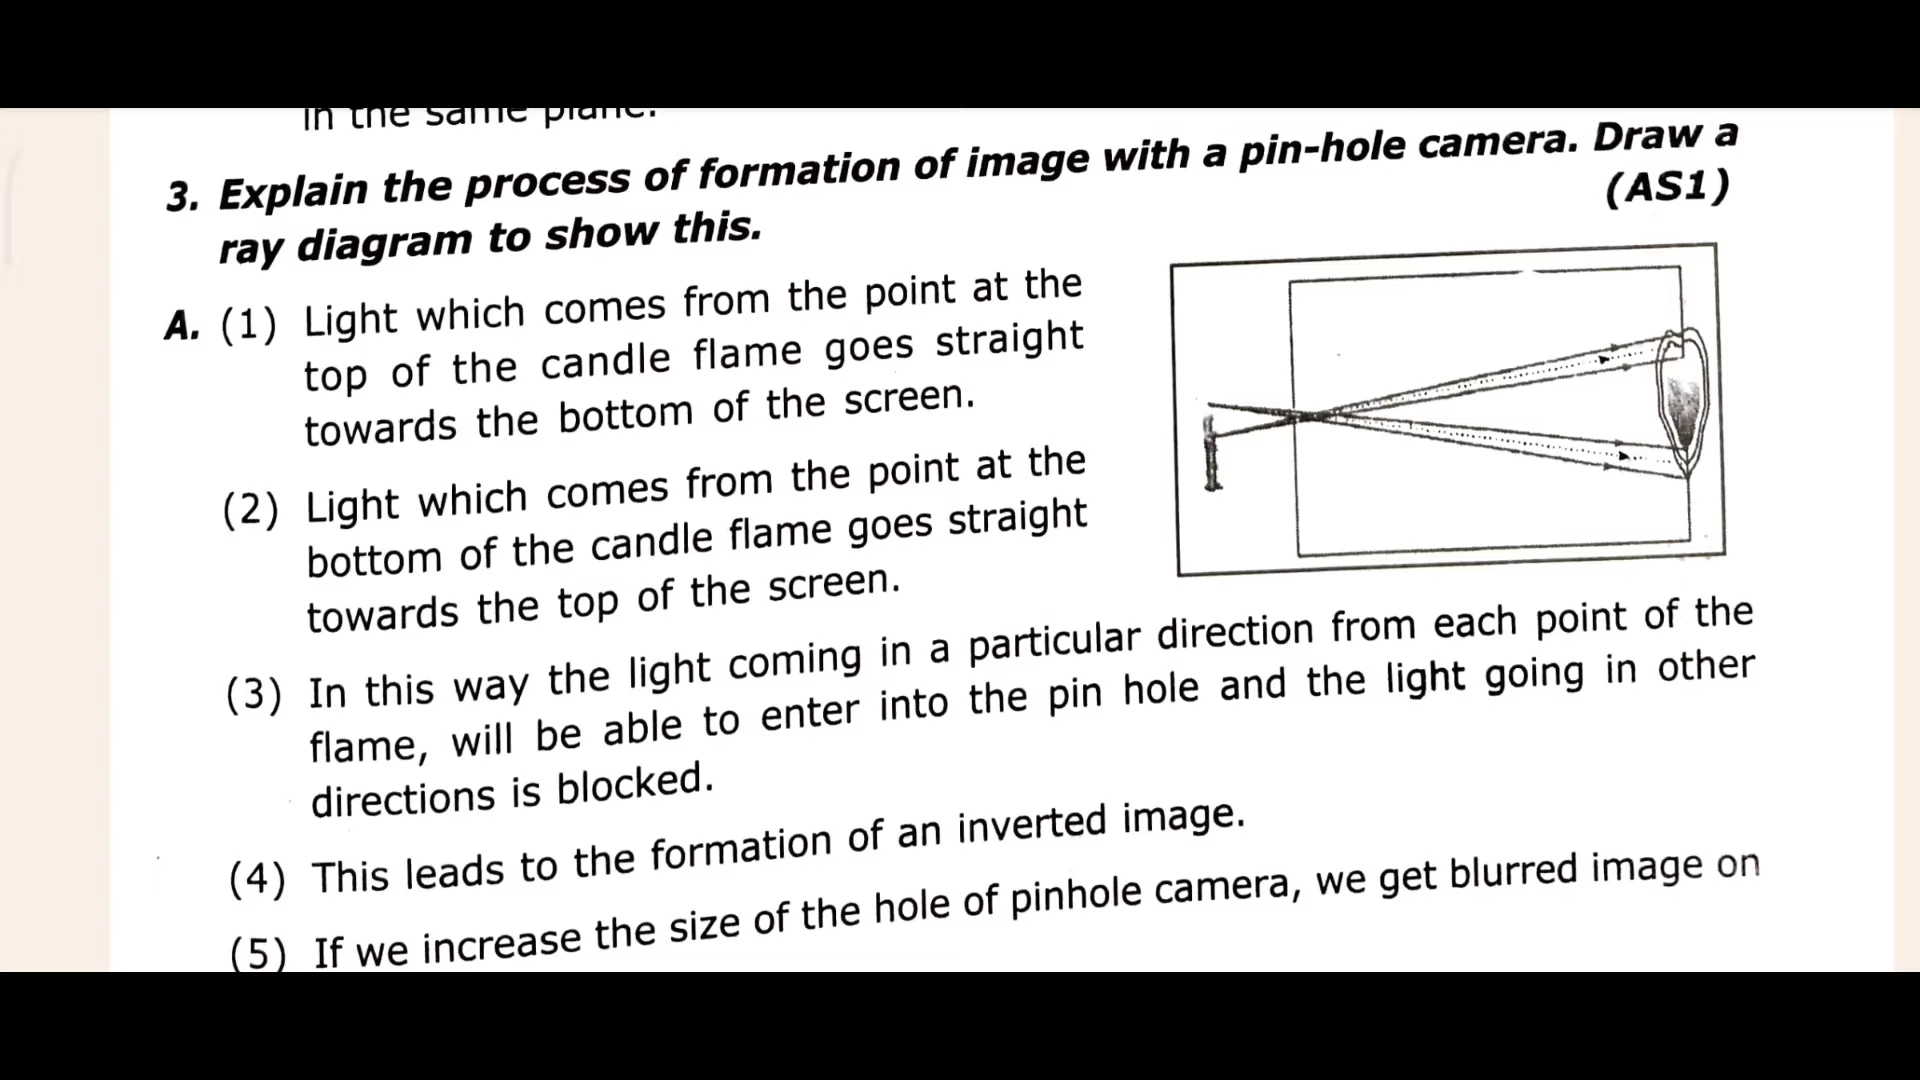 in the same plane.
3. Explain the process of formation of image with a pin-hole camera. Draw a
ray diagram to show this. (AS1)
A. (1) Light which comes from the point at the
top of the candle flame goes straight
towards the bottom of the screen.
(2) Light which comes from the point at the
bottom of the candle flame goes straight
towards the top of the screen.
(3) In this way the light coming in a particular direction from each point of the
flame, will be able to enter into the pin hole and the light going in other
directions is blocked.
(4) This leads to the formation of an inverted image.
(5) If we increase the size of the hole of pinhole camera, we get blurred image on